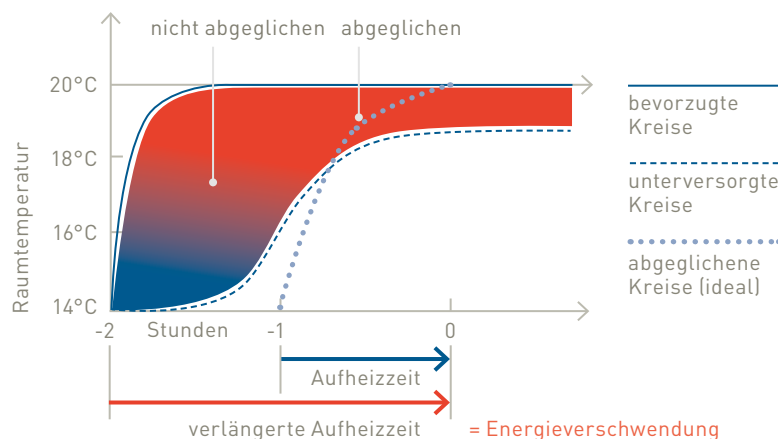 nicht abgeglichen
abgeglichen
20°C
18°C
16°C
14°C
Raumtemperatur
-2
Stunden
-1
0
bevorzugte
Kreise
unterversorgte
Kreise
abgeglichene
Kreise (ideal)
Aufheizzeit
verlängerte Aufheizzeit
= Energieverschwendung